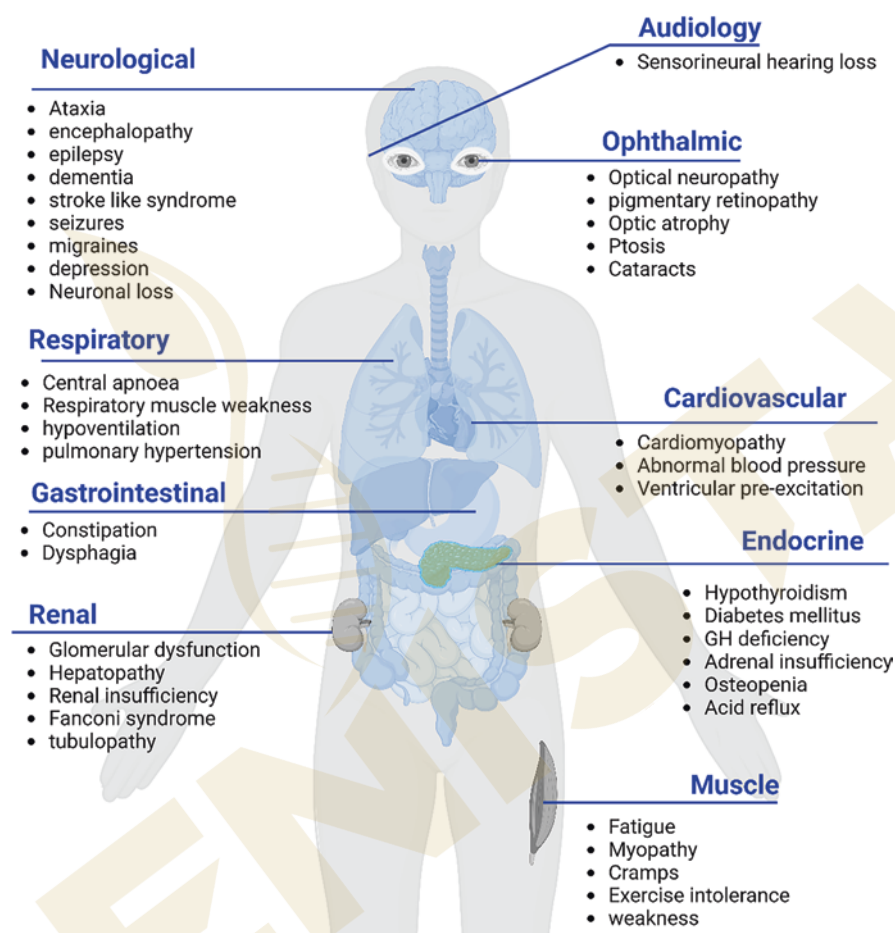 Audiology
• Sensorineural hearing loss
Neurological
• Ataxia
• encephalopathy
• epilepsy
• dementia
• stroke like syndrome
• seizures
• migraines
• depression
• Neuronal loss
Ophthalmic
• Optical neuropathy
• pigmentary retinopathy
• Optic atrophy
• Ptosis
• Cataracts
Respiratory
• Central apnoea
• Respiratory muscle weakness
• hypoventilation
• pulmonary hypertension
Cardiovascular
• Cardiomyopathy
• Abnormal blood pressure
• Ventricular pre-excitation
Gastrointestinal
• Constipation
• Dysphagia
Endocrine
• Hypothyroidism
• Diabetes mellitus
• GH deficiency
• Adrenal insufficiency
• Osteopenia
• Acid reflux
Renal
• Glomerular dysfunction
• Hepatopathy
• Renal insufficiency
• Fanconi syndrome
• tubulopathy
Muscle
• Fatigue
• Myopathy
• Cramps
• Exercise intolerance
• weakness